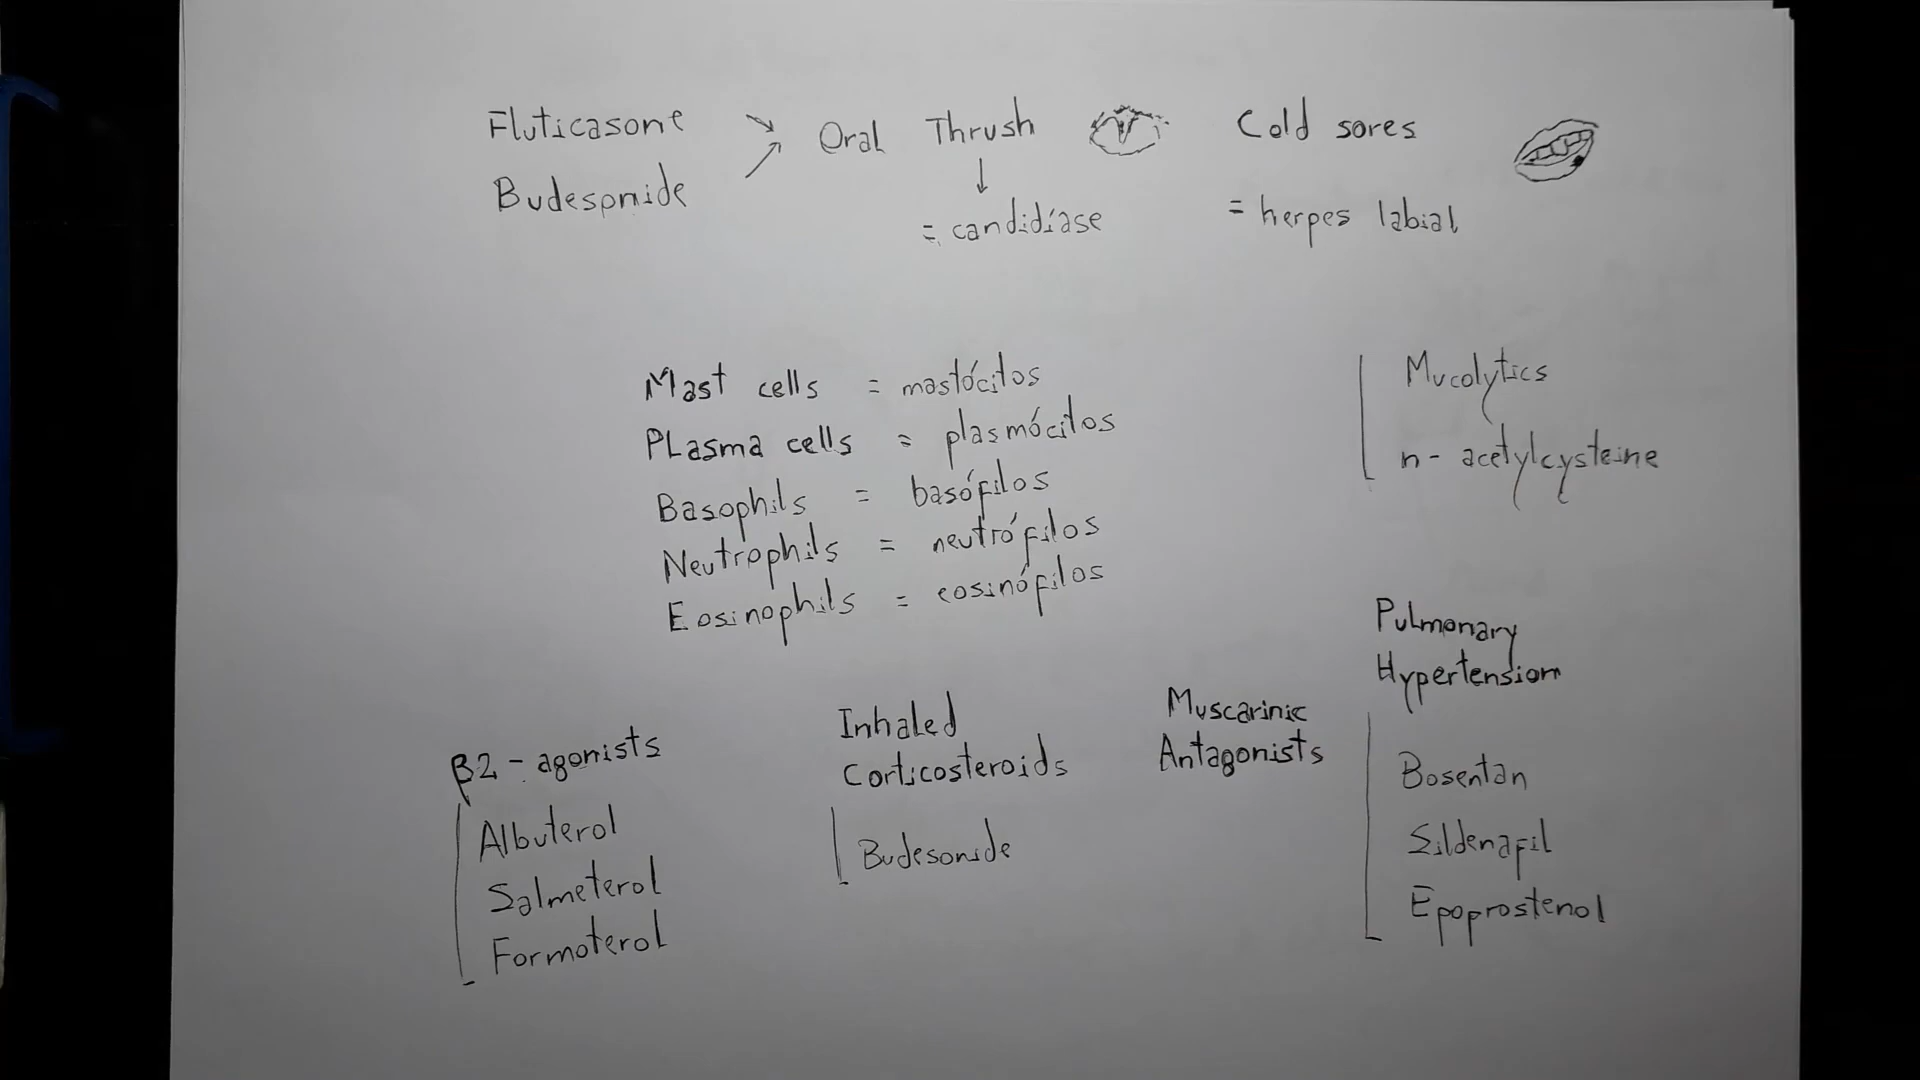 Fluticasone
Budesonide
Oral Thrush
= candidíase
Cold sores
= herpes labial
Mast cells = mastócitos
PLasma cells = plasmócitos
Basophils = basófilos
Neutrophils = neutrófilos
Eosinophils = eosinófilos
Mucolytics
n-acetylcysteine
β2-agonists
Albuterol
Salmeterol
Formoterol
Inhaled
Corticosteroids
Budesonide
Muscarinic
Antagonists
Pulmonary
Hypertension
Bosentan
Sildenafil
Epoprostenol